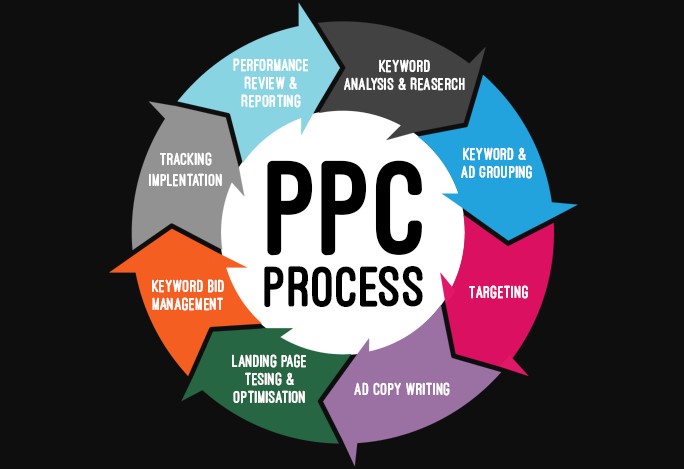 PPC
PROCESS
KEYWORD
ANALYSIS & REASERCH
KEYWORD &
AD GROUPING
TARGETING
AD COPY WRITING
LANDING PAGE
TESING &
OPTIMISATION
KEYWORD BID
MANAGEMENT
TRACKING
IMPLENTATION
PERFORMANCE
REVIEW &
REPORTING